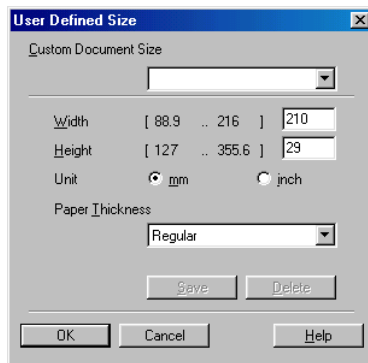 User Defined Size
Custom Document Size
Width [ 88.9 .. 216 ] 210
Height [ 127 .. 355.6 ] 29
Unit mm inch
Paper Thickness
Regular
Save Delete
OK Cancel Help